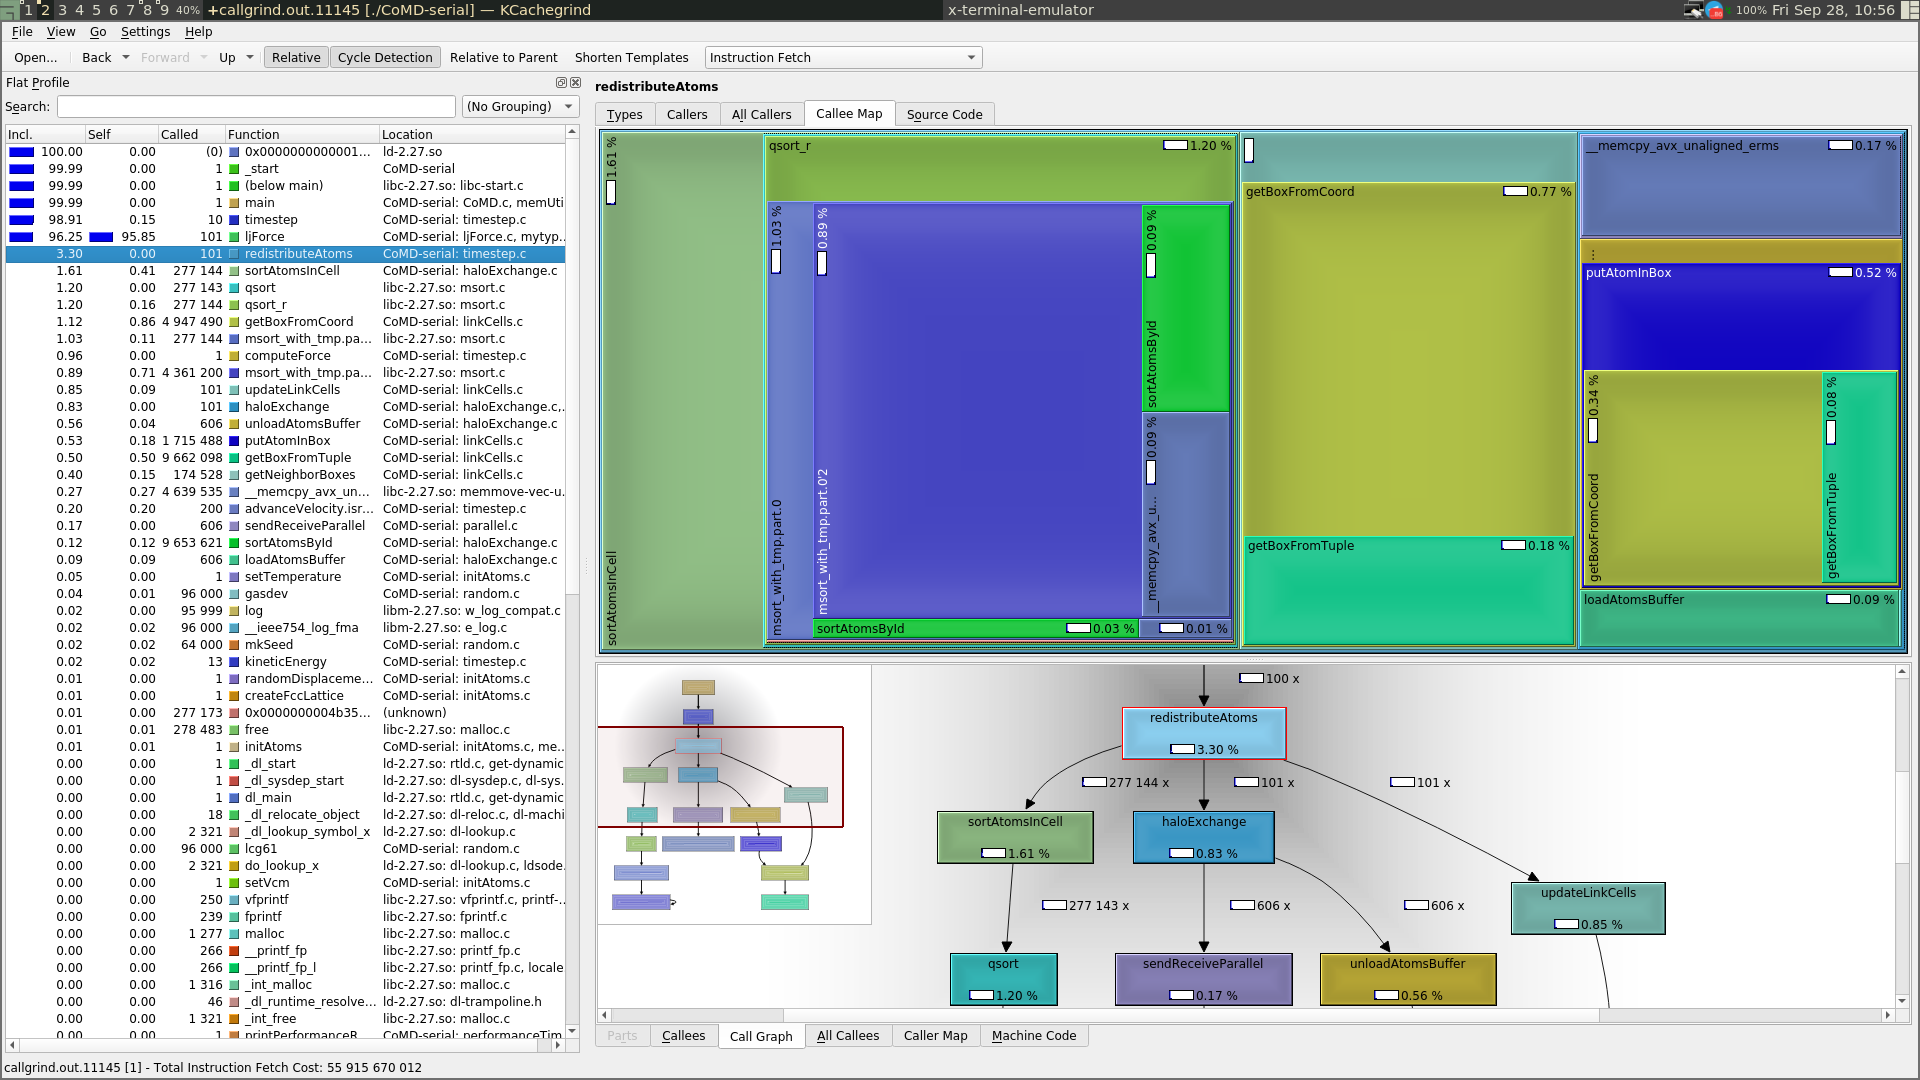 1 2 3 4 5 6 7 8 9 40% +callgrind.out.11145 [./CoMD-serial] — KCachegrind x-terminal-emulator 100% Fri Sep 28, 10:56
File View Go Settings Help
Open... Back Forward Up Relative Cycle Detection Relative to Parent Shorten Templates Instruction Fetch
Flat Profile
Search: (No Grouping)
Incl. Self Called Function Location
100.00 0.00 (0) 0x0000000000001... ld-2.27.so
99.99 0.00 1 _start CoMD-serial
99.99 0.00 1 (below main) libc-2.27.so: libc-start.c
99.99 0.00 1 main CoMD-serial: CoMD.c, memUti
98.91 0.15 10 timestep CoMD-serial: timestep.c
96.25 95.85 101 ljForce CoMD-serial: ljForce.c, mytyp...
3.30 0.00 101 redistributeAtoms CoMD-serial: timestep.c
1.61 0.41 277 144 sortAtomsInCell CoMD-serial: haloExchange.c
1.20 0.00 277 143 qsort libc-2.27.so: msort.c
1.20 0.16 277 144 qsort_r libc-2.27.so: msort.c
1.12 0.86 4 947 490 getBoxFromCoord CoMD-serial: linkCells.c
1.03 0.11 277 144 msort_with_tmp.pa... libc-2.27.so: msort.c
0.96 0.00 1 computeForce CoMD-serial: timestep.c
0.89 0.71 4 361 200 msort_with_tmp.pa... libc-2.27.so: msort.c
0.85 0.09 101 updateLinkCells CoMD-serial: linkCells.c
0.83 0.00 101 haloExchange CoMD-serial: haloExchange.c,...
0.56 0.04 606 unloadAtomsBuffer CoMD-serial: haloExchange.c
0.53 0.18 1 715 488 putAtomInBox CoMD-serial: linkCells.c
0.50 0.50 9 662 098 getBoxFromTuple CoMD-serial: linkCells.c
0.40 0.15 174 528 getNeighborBoxes CoMD-serial: linkCells.c
0.27 0.27 4 639 535 __memcpy_avx_un... libc-2.27.so: memmove-vec-u...
0.20 0.20 200 advanceVelocity.isr... CoMD-serial: timestep.c
0.17 0.00 606 sendReceiveParallel CoMD-serial: parallel.c
0.12 0.12 9 653 621 sortAtomsById CoMD-serial: haloExchange.c
0.09 0.09 606 loadAtomsBuffer CoMD-serial: haloExchange.c
0.05 0.00 1 setTemperature CoMD-serial: initAtoms.c
0.04 0.01 96 000 gasdev CoMD-serial: random.c
0.02 0.00 95 999 log libm-2.27.so: w_log_compat.c
0.02 0.02 96 000 __ieee754_log_fma libm-2.27.so: e_log.c
0.02 0.02 64 000 mkSeed CoMD-serial: random.c
0.02 0.02 13 kineticEnergy CoMD-serial: timestep.c
0.01 0.00 1 randomDisplaceme... CoMD-serial: initAtoms.c
0.01 0.00 1 createFccLattice CoMD-serial: initAtoms.c
0.01 0.00 277 173 0x0000000004b35... (unknown)
0.01 0.01 278 483 free libc-2.27.so: malloc.c
0.01 0.01 1 initAtoms CoMD-serial: initAtoms.c, me...
0.00 0.00 1 _dl_start ld-2.27.so: rtld.c, get-dynamic
0.00 0.00 1 _dl_sysdep_start ld-2.27.so: dl-sysdep.c, dl-sys...
0.00 0.00 1 dl_main ld-2.27.so: rtld.c, get-dynamic
0.00 0.00 18 _dl_relocate_object ld-2.27.so: dl-reloc.c, dl-machi
0.00 0.00 2 321 _dl_lookup_symbol_x ld-2.27.so: dl-lookup.c
0.00 0.00 96 000 lcg61 CoMD-serial: random.c
0.00 0.00 2 321 do_lookup_x ld-2.27.so: dl-lookup.c, ldsode
0.00 0.00 1 setVcm CoMD-serial: initAtoms.c
0.00 0.00 250 vfprintf libc-2.27.so: vfprintf.c, printf-...
0.00 0.00 239 fprintf libc-2.27.so: fprintf.c
0.00 0.00 1 277 malloc libc-2.27.so: malloc.c
0.00 0.00 266 __printf_fp libc-2.27.so: printf_fp.c
0.00 0.00 266 __printf_fp_l libc-2.27.so: printf_fp.c, locale
0.00 0.00 1 316 _int_malloc libc-2.27.so: malloc.c
0.00 0.00 46 _dl_runtime_resolve... ld-2.27.so: dl-trampoline.h
0.00 0.00 1 321 _int_free libc-2.27.so: malloc.c
0.00 0.00 1 printPerformanceR... CoMD-serial: performanceTim...
callgrind.out.11145 [1] - Total Instruction Fetch Cost: 55 915 670 012
redistributeAtoms
Types Callers All Callers Callee Map Source Code
sortAtomsInCell 1.61 %
qsort_r 1.20 %
msort_with_tmp.part.0 1.03 %
msort_with_tmp.part.0'2 0.89 %
sortAtomsById 0.09 %
__memcpy_avx_u... 0.09 %
sortAtomsById 0.03 %
0.01 %
getBoxFromCoord 0.77 %
getBoxFromTuple 0.18 %
__memcpy_avx_unaligned_erms 0.17 %
...
putAtomInBox 0.52 %
getBoxFromCoord 0.34 %
getBoxFromTuple 0.08 %
loadAtomsBuffer 0.09 %
100 x
redistributeAtoms
3.30 %
277 144 x 101 x 101 x
sortAtomsInCell haloExchange
1.61 % 0.83 %
updateLinkCells
0.85 %
277 143 x 606 x 606 x
qsort sendReceiveParallel unloadAtomsBuffer
1.20 % 0.17 % 0.56 %
Parts Callees Call Graph All Callees Caller Map Machine Code